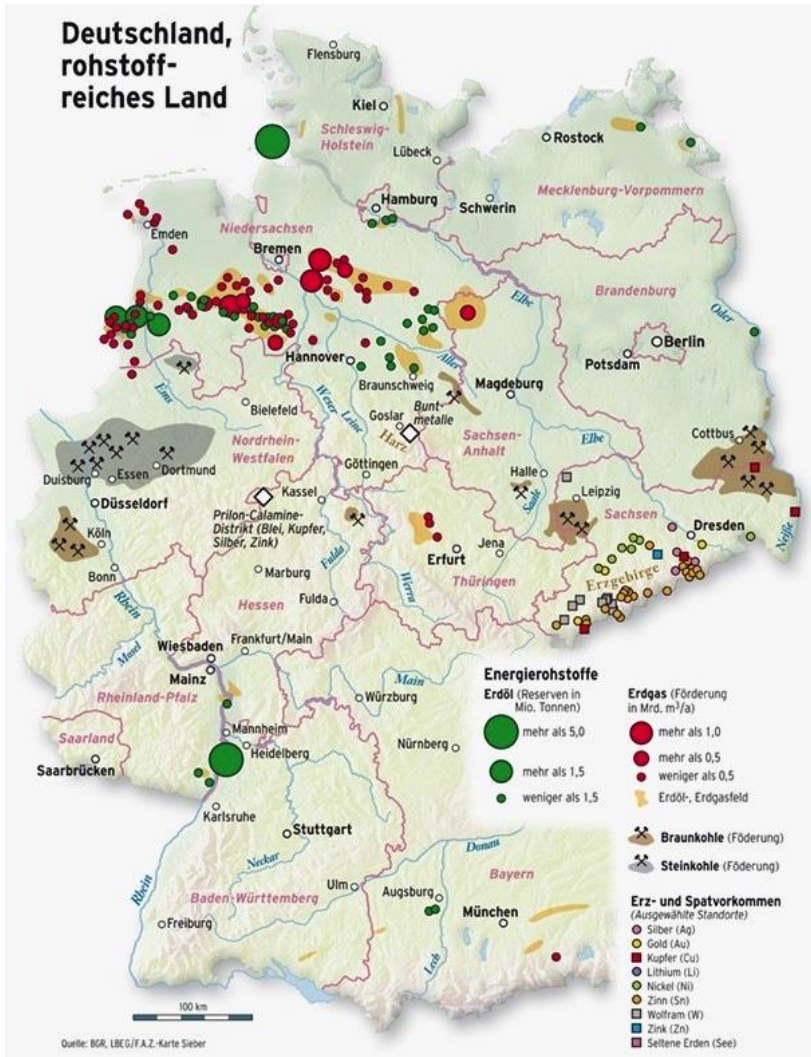 Deutschland,
rohstoff-
reiches Land
Flensburg
Kiel
Schleswig-
Holstein
Lübeck
Rostock
Mecklenburg-Vorpommern
Hamburg
Schwerin
Emden
Niedersachsen
Bremen
Elbe
Brandenburg
Oder
Berlin
Potsdam
Hannover
Aller
Braunschweig
Magdeburg
Ems
Weser
Leine
Bielefeld
Goslar
Bunt-
metalle
Harz
Sachsen-
Anhalt
Elbe
Cottbus
Nordrhein-
Westfalen
Göttingen
Halle
Saale
Leipzig
Duisburg
Essen
Dortmund
Düsseldorf
Kassel
Prilon-Calamine-
Distrikt (Blei, Kupfer,
Silber, Zink)
Sachsen
Dresden
Neiße
Köln
Bonn
Fulda
Erfurt
Jena
Erzgebirge
Marburg
Werra
Thüringen
Rhein
Hessen
Fulda
Mosel
Wiesbaden
Frankfurt/Main
Mainz
Main
Rheinland-Pfalz
Würzburg
Mannheim
Heidelberg
Nürnberg
Saarland
Saarbrücken
Karlsruhe
Stuttgart
Neckar
Donau
Rhein
Baden-Württemberg
Ulm
Augsburg
Bayern
München
Freiburg
Lech
Energierohstoffe
Erdöl (Reserven in
Mio. Tonnen)
mehr als 5,0
mehr als 1,5
weniger als 1,5
Erdgas (Förderung
in Mrd. m³/a)
mehr als 1,0
mehr als 0,5
weniger als 0,5
Erdöl-, Erdgasfeld
Braunkohle (Förderung)
Steinkohle (Förderung)
Erz- und Spatvorkommen
(Ausgewählte Standorte)
Silber (Ag)
Gold (Au)
Kupfer (Cu)
Lithium (Li)
Nickel (Ni)
Zinn (Sn)
Wolfram (W)
Zink (Zn)
Seltene Erden (See)
100 km
Quelle: BGR, LBEG/F.A.Z.-Karte Sieber